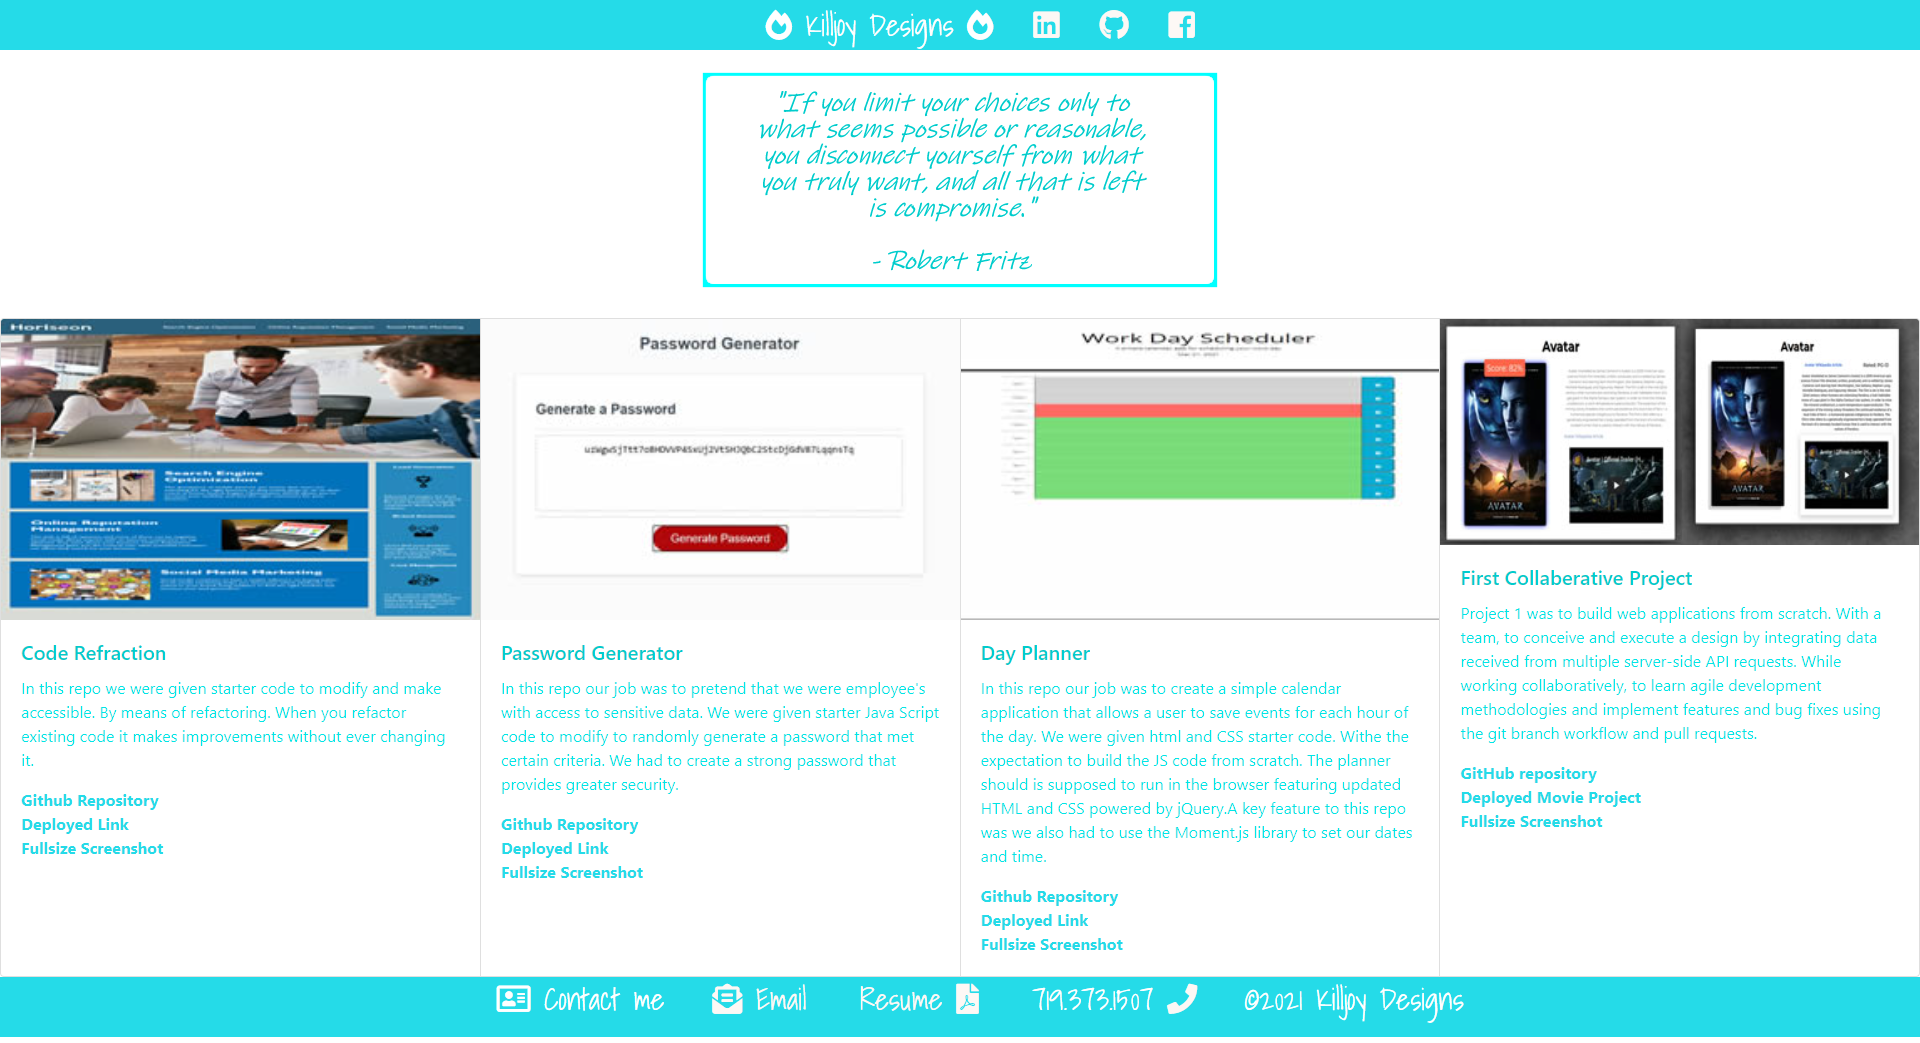 Killjoy Designs
"If you limit your choices only to
what seems possible or reasonable,
you disconnect yourself from what
you truly want, and all that is left
is compromise."
- Robert Fritz
Horiseon
Search Engine Optimization Online Reputation Management Social Media Marketing
Search Engine
Optimization
Online Reputation
Management
Social Media Marketing
Password Generator
Generate a Password
Generate Password
Work Day Scheduler
Avatar
Score: 82%
AVATAR
Avatar
Rated: PG-13
AVATAR
Code Refraction
In this repo we were given starter code to modify and make
accessible. By means of refactoring. When you refactor
existing code it makes improvements without ever changing
it.
Github Repository
Deployed Link
Fullsize Screenshot
Password Generator
In this repo our job was to pretend that we were employee's
with access to sensitive data. We were given starter Java Script
code to modify to randomly generate a password that met
certain criteria. We had to create a strong password that
provides greater security.
Github Repository
Deployed Link
Fullsize Screenshot
Day Planner
In this repo our job was to create a simple calendar
application that allows a user to save events for each hour of
the day. We were given html and CSS starter code. Withe the
expectation to build the JS code from scratch. The planner
should is supposed to run in the browser featuring updated
HTML and CSS powered by jQuery.A key feature to this repo
was we also had to use the Moment.js library to set our dates
and time.
Github Repository
Deployed Link
Fullsize Screenshot
First Collaberative Project
Project 1 was to build web applications from scratch. With a
team, to conceive and execute a design by integrating data
received from multiple server-side API requests. While
working collaboratively, to learn agile development
methodologies and implement features and bug fixes using
the git branch workflow and pull requests.
GitHub repository
Deployed Movie Project
Fullsize Screenshot
Contact me Email Resume 719.373.1507 ©2021 Killjoy Designs